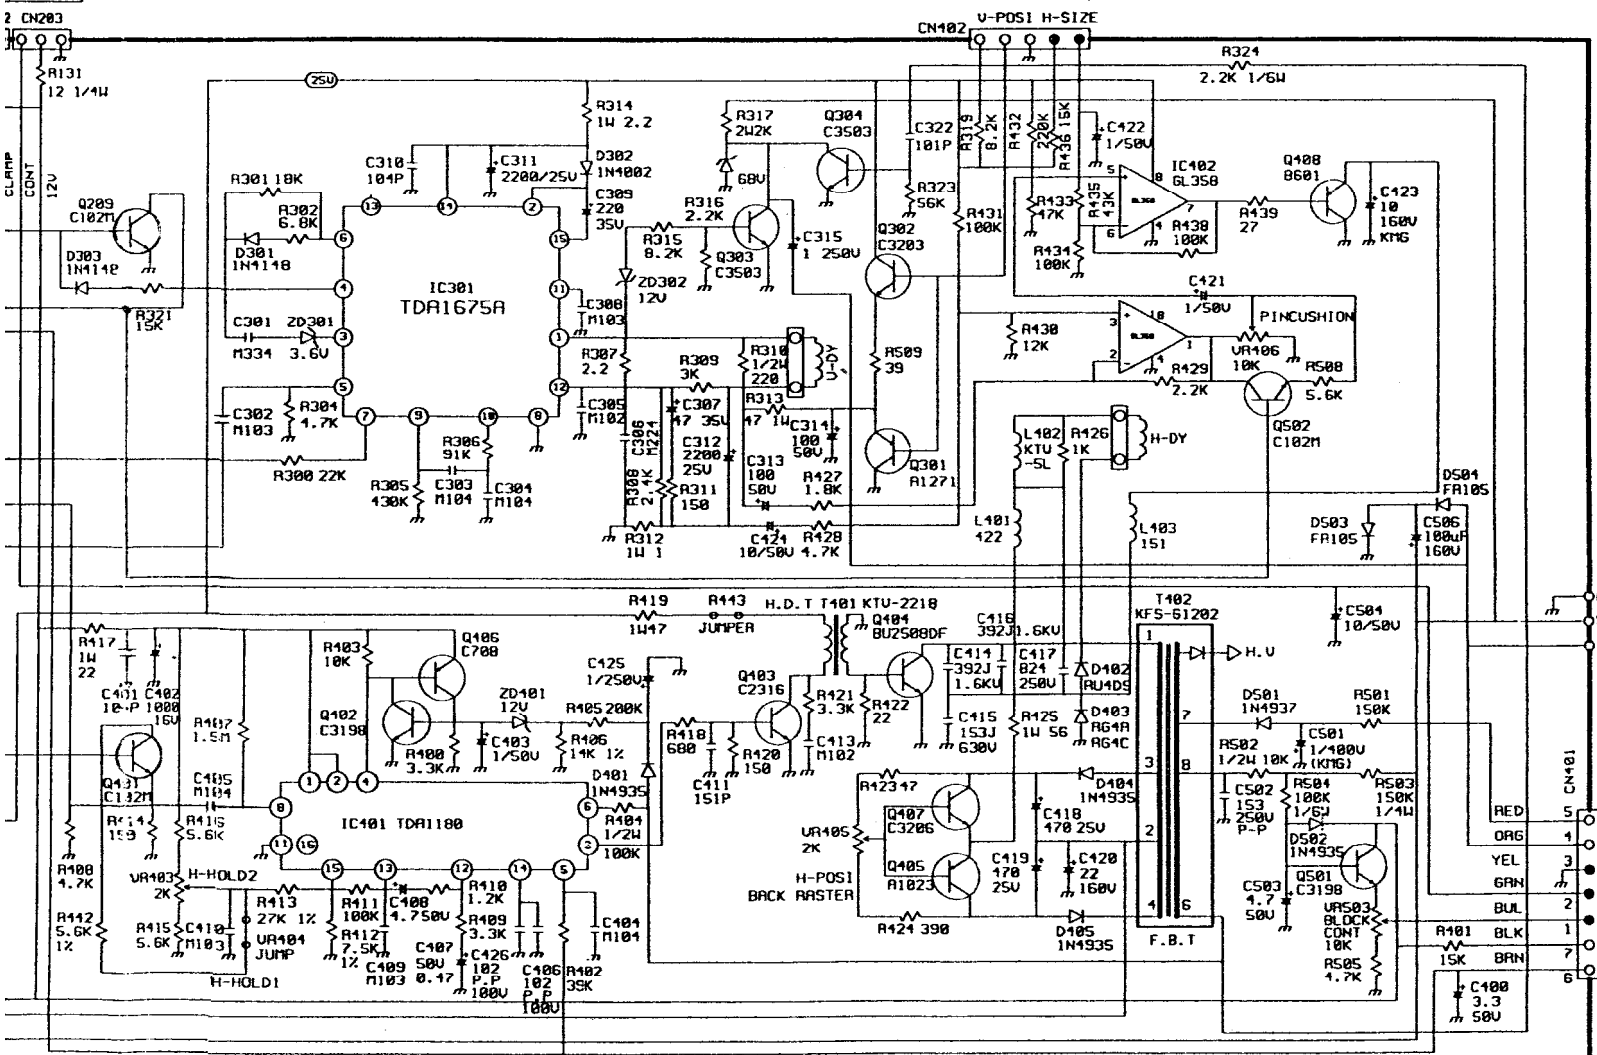 2 CN203
V-POSI H-SIZE
CN402
R131
12 1/4W
CLAMP
CONT
12V
25V
R324
2.2K 1/6W
R314
1W 2.2
R317
2W2K
Q304
C3503
C322
101P
R319
8.2K
R432
220K
R436 15K
C422
1/50V
C310
104P
C311
2200/25V
D302
1N4002
68V
IC402
GL358
Q408
B601
R301 18K
C309
220
35V
R316
2.2K
R323
56K
R433
47K
R435
43K
C423
10
160V
KMG
Q209
C102M
R302
6.8K
R315
8.2K
C315
1 250V
Q302
C3203
R431
100K
R438
100K
R439
27
D303
1N4148
D301
1N4148
Q303
C3503
R434
100K
ZD302
12V
IC301
TDA1675A
C308
M103
C421
1/50V
R321
15K
C301
M334
ZD301
3.6V
R307
2.2
R309
3K
R310
1/2W
220
V-DY
R509
39
R430
12K
PINCUSHION
VR406
10K
R508
5.6K
R429
2.2K
C302
M103
R304
4.7K
C305
M102
C306
M224
C307
47 35V
R313
47 1W
C314
100
50V
C312
2200
25V
C313
100
50V
Q502
C102M
R306
91K
L402
KTV
-5L
R426
1K
H-DY
R300 22K
R305
430K
C303
M104
C304
M104
R308
2.4K
R311
150
R427
1.8K
Q301
A1271
D504
FR105
R312
1W 1
C424
10/50V
R428
4.7K
L401
422
L403
151
D503
FR105
C506
100uF
160V
R419
1W47
R443
JUMPER
H.D.T T401 KTV-2218
Q404
BU2508DF
C416
392J1.6KV
T402
KFS-61202
C504
10/50V
R417
1W
22
R403
10K
Q406
C708
C425
1/250V
Q403
C2316
C414
392J
1.6KV
C417
824
250V
D402
RU4DS
H.V
C402
1000
16V
R407
1.5M
Q402
C3198
ZD401
12V
R405 200K
R421
3.3K
R422
22
C415
153J
630V
R425
1W 56
D403
RG4A
RG4C
D501
1N4937
R501
150K
R400
3.3K
C403
1/50V
R406
14K 1%
R418
680
R420
150
C413
M102
C501
1/400V
(KMG)
C405
M104
D401
1N4935
C411
151P
R423 47
D404
1N4935
R502
1/2W 10K
C502
153
250V
P-P
R504
100K
1/6W
R503
150K
1/4W
CN401
R416
5.6K
IC401 TDA1180
R404
1/2W
100K
VR405
2K
Q407
C3206
C418
470 25V
D502
1N4935
RED 5
ORG 4
YEL 3
GRN
BUL 2
BLK 1
BRN 7
6
R408
4.7K
VR403
2K
H-HOLD2
H-POSI
BACK RASTER
Q405
A1023
C419
470
25V
C420
22
160V
Q501
C3198
C503
4.7
50V
VR503
BLOCK
CONT
10K
R442
5.6K
1%
R415
5.6K
C410
M103
R413
27K 1%
R411
100K
C408
4.750V
R410
1.2K
R409
3.3K
C404
M104
R424 390
D405
1N4935
F.B.T
R401
15K
VR404
JUMP
R412
7.5K
1%
C409
M103
C407
50V
0.47
C426
102
P.P
100V
C406
102
P.P
100V
R402
39K
R505
4.7K
C400
3.3
50V
H-HOLD1